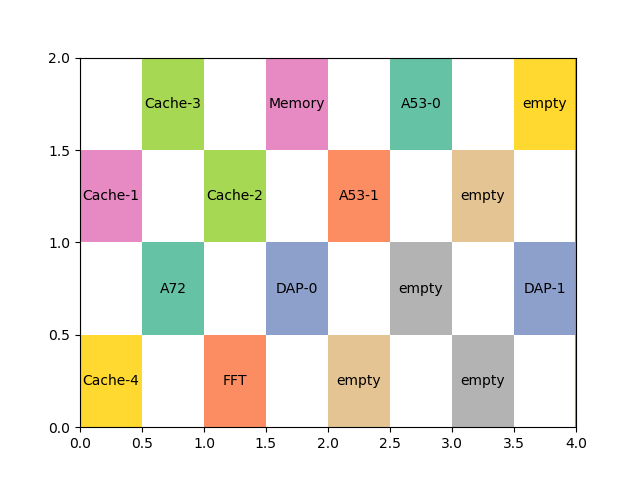 2.0
Cache-3 Memory A53-0 empty
1.5
Cache-1 Cache-2 A53-1 empty
1.0
A72 DAP-0 empty DAP-1
0.5
Cache-4 FFT empty empty
0.0
0.0 0.5 1.0 1.5 2.0 2.5 3.0 3.5 4.0